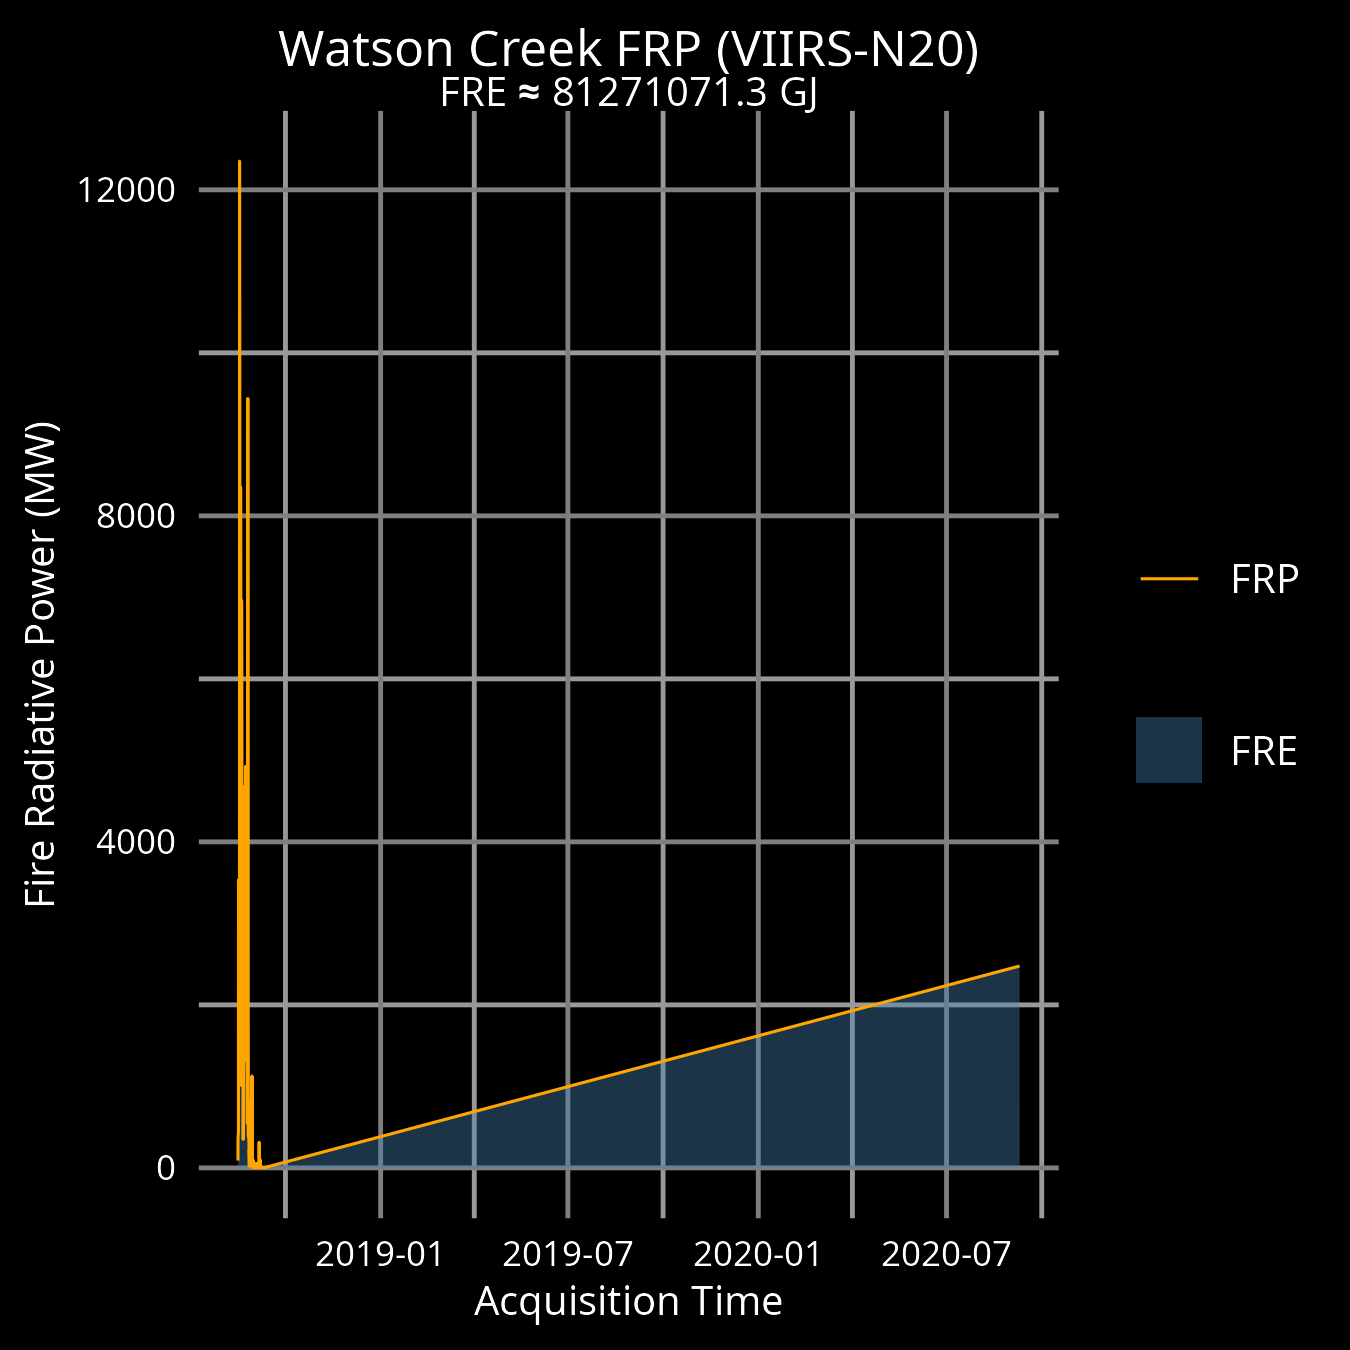 Watson Creek FRP (VIIRS-N20)
FRE ≈ 81271071.3 GJ
Fire Radiative Power (MW)
12000
8000
4000
0
2019-01
2019-07
2020-01
2020-07
Acquisition Time
FRP
FRE